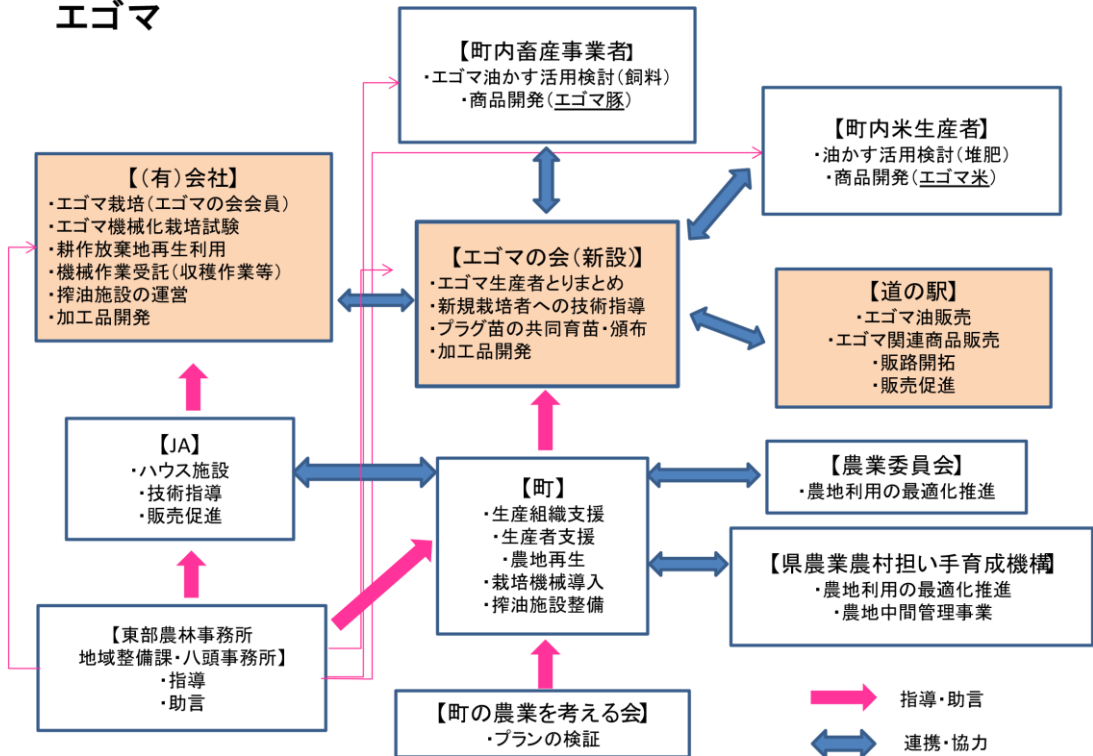 エゴマ
【町内畜産事業者】
・エゴマ油かす活用検討(飼料)
・商品開発(エゴマ豚)
【町内米生産者】
・油かす活用検討(堆肥)
・商品開発(エゴマ米)
【(有)会社】
・エゴマ栽培(エゴマの会会員)
・エゴマ機械化栽培試験
・耕作放棄地再生利用
・機械作業受託(収穫作業等)
・搾油施設の運営
・加工品開発
【エゴマの会(新設)】
・エゴマ生産者とりまとめ
・新規栽培者への技術指導
・プラグ苗の共同育苗・頒布
・加工品開発
【道の駅】
・エゴマ油販売
・エゴマ関連商品販売
・販路開拓
・販売促進
【JA】
・ハウス施設
・技術指導
・販売促進
【町】
・生産組織支援
・生産者支援
・農地再生
・栽培機械導入
・搾油施設整備
【農業委員会】
・農地利用の最適化推進
【県農業農村担い手育成機構】
・農地利用の最適化推進
・農地中間管理事業
【東部農林事務所
地域整備課・八頭事務所】
・指導
・助言
【町の農業を考える会】
・プランの検証
指導・助言
連携・協力